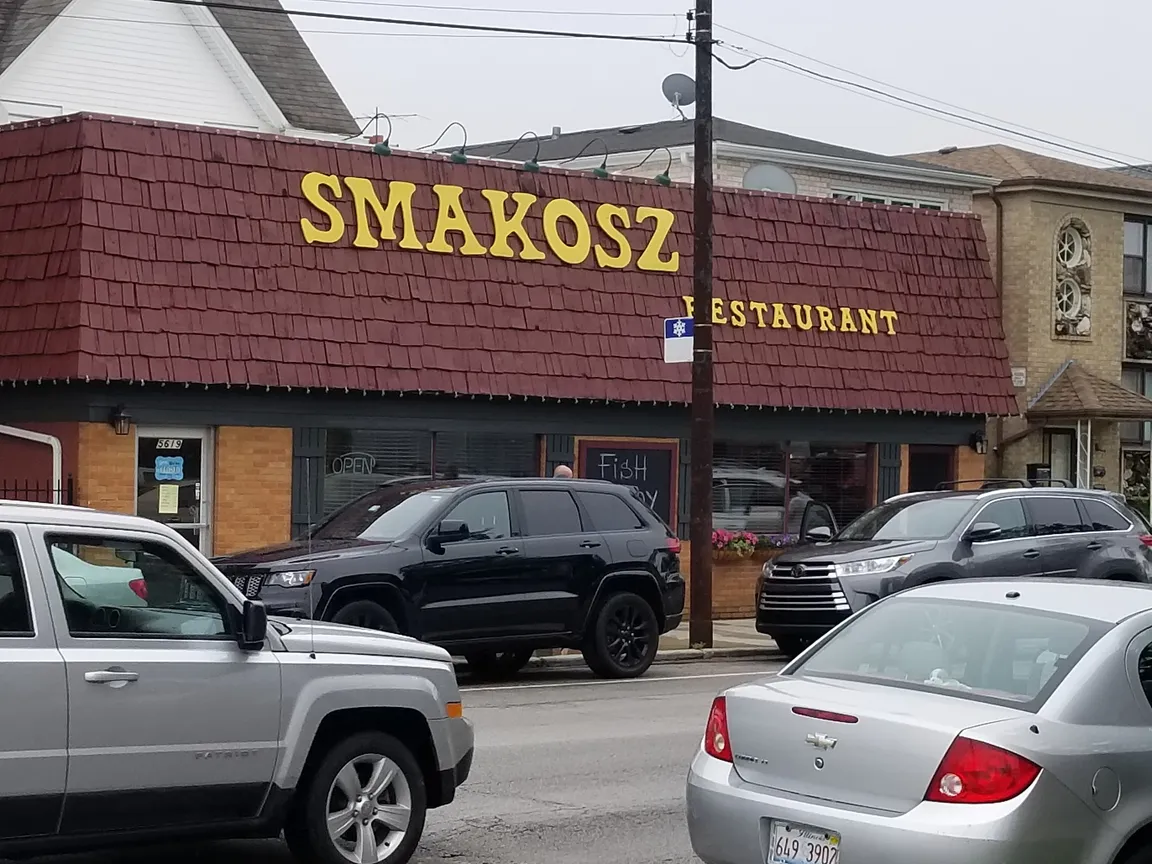 SMAKOSZ
RESTAURANT
5619
OPEN
FISH
PATRIOT
Illinois
649 3902